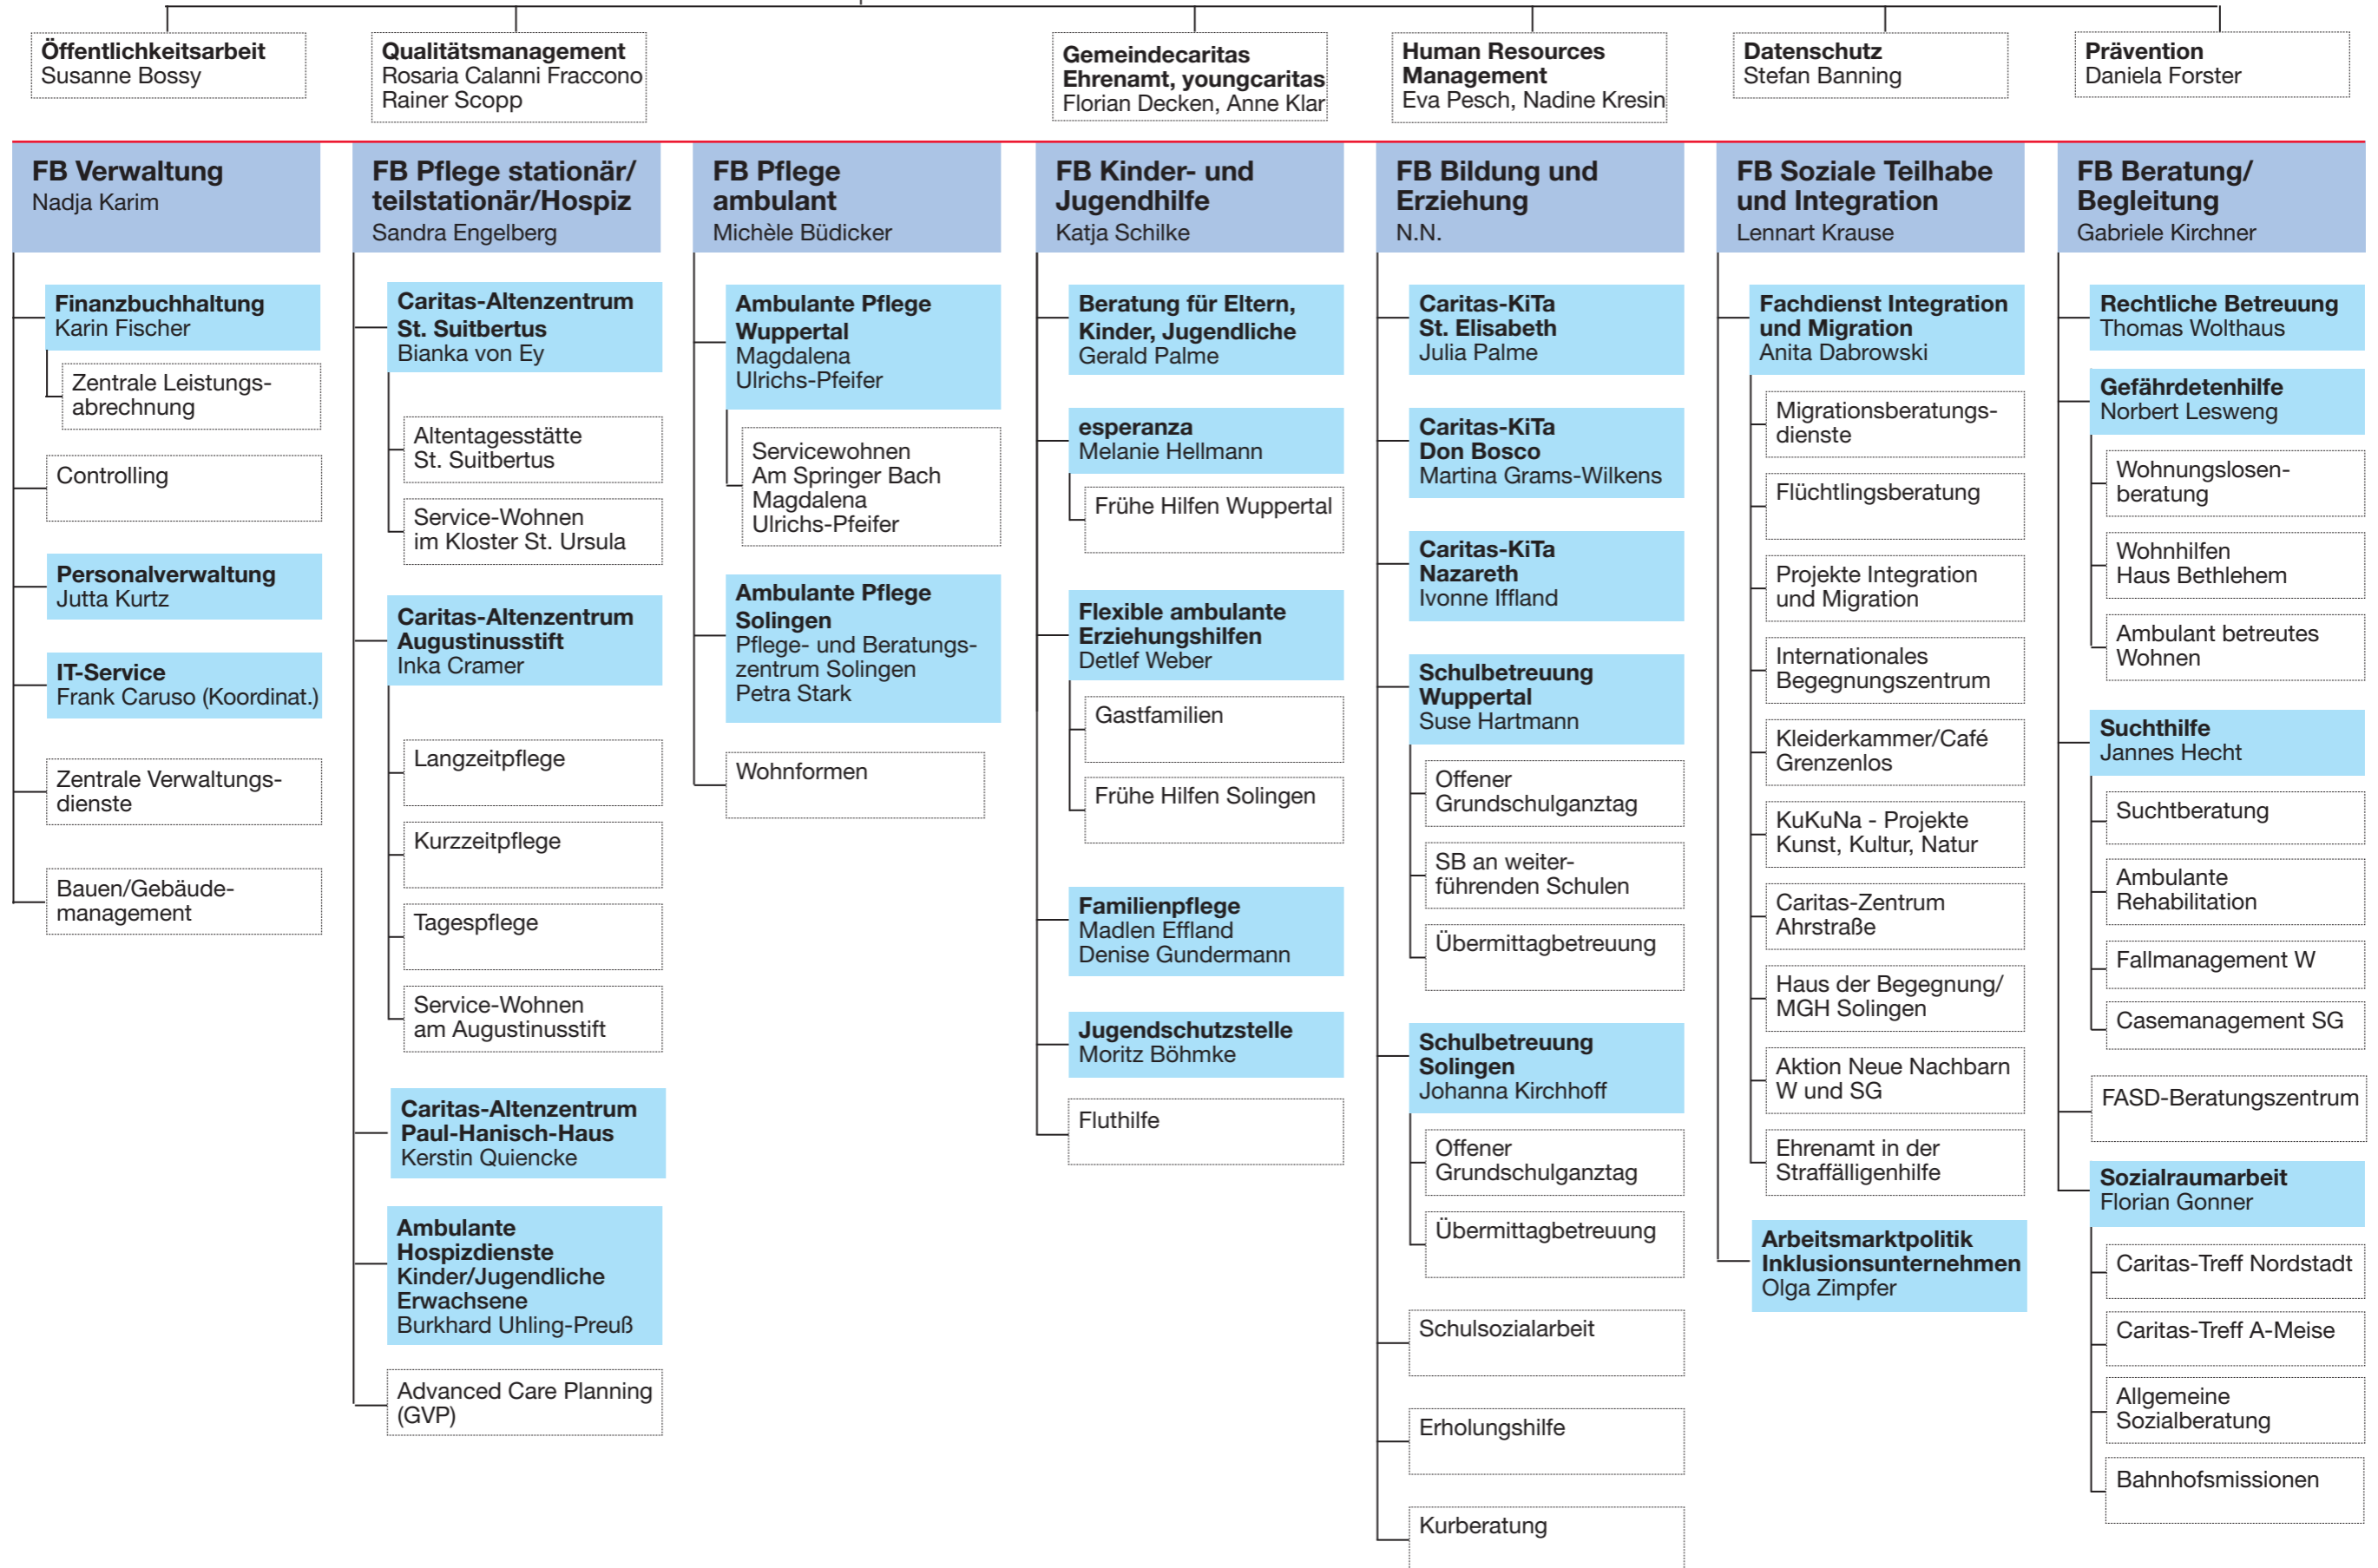 Öffentlichkeitsarbeit
Susanne Bossy
Qualitätsmanagement
Rosaria Calanni Fraccono
Rainer Scopp
Gemeindecaritas
Ehrenamt, youngcaritas
Florian Decken, Anne Klar
Human Resources
Management
Eva Pesch, Nadine Kresin
Datenschutz
Stefan Banning
Prävention
Daniela Forster
FB Verwaltung
Nadja Karim
Finanzbuchhaltung
Karin Fischer
Zentrale Leistungs-
abrechnung
Controlling
Personalverwaltung
Jutta Kurtz
IT-Service
Frank Caruso (Koordinat.)
Zentrale Verwaltungs-
dienste
Bauen/Gebäude-
management
FB Pflege stationär/
teilstationär/Hospiz
Sandra Engelberg
Caritas-Altenzentrum
St. Suitbertus
Bianka von Ey
Altentagesstätte
St. Suitbertus
Service-Wohnen
im Kloster St. Ursula
Caritas-Altenzentrum
Augustinusstift
Inka Cramer
Langzeitpflege
Kurzzeitpflege
Tagespflege
Service-Wohnen
am Augustinusstift
Caritas-Altenzentrum
Paul-Hanisch-Haus
Kerstin Quiencke
Ambulante
Hospizdienste
Kinder/Jugendliche
Erwachsene
Burkhard Uhling-Preuß
Advanced Care Planning
(GVP)
FB Pflege
ambulant
Michèle Büdicker
Ambulante Pflege
Wuppertal
Magdalena
Ulrichs-Pfeifer
Servicewohnen
Am Springer Bach
Magdalena
Ulrichs-Pfeifer
Ambulante Pflege
Solingen
Pflege- und Beratungs-
zentrum Solingen
Petra Stark
Wohnformen
FB Kinder- und
Jugendhilfe
Katja Schilke
Beratung für Eltern,
Kinder, Jugendliche
Gerald Palme
esperanza
Melanie Hellmann
Frühe Hilfen Wuppertal
Flexible ambulante
Erziehungshilfen
Detlef Weber
Gastfamilien
Frühe Hilfen Solingen
Familienpflege
Madlen Effland
Denise Gundermann
Jugendschutzstelle
Moritz Böhmke
Fluthilfe
FB Bildung und
Erziehung
N.N.
Caritas-KiTa
St. Elisabeth
Julia Palme
Caritas-KiTa
Don Bosco
Martina Grams-Wilkens
Caritas-KiTa
Nazareth
Ivonne Iffland
Schulbetreuung
Wuppertal
Suse Hartmann
Offener
Grundschulganztag
SB an weiter-
führenden Schulen
Übermittagbetreuung
Schulbetreuung
Solingen
Johanna Kirchhoff
Offener
Grundschulganztag
Übermittagbetreuung
Schulsozialarbeit
Erholungshilfe
Kurberatung
FB Soziale Teilhabe
und Integration
Lennart Krause
Fachdienst Integration
und Migration
Anita Dabrowski
Migrationsberatungs-
dienste
Flüchtlingsberatung
Projekte Integration
und Migration
Internationales
Begegnungszentrum
Kleiderkammer/Café
Grenzenlos
KuKuNa - Projekte
Kunst, Kultur, Natur
Caritas-Zentrum
Ahrstraße
Haus der Begegnung/
MGH Solingen
Aktion Neue Nachbarn
W und SG
Ehrenamt in der
Straffälligenhilfe
Arbeitsmarktpolitik
Inklusionsunternehmen
Olga Zimpfer
FB Beratung/
Begleitung
Gabriele Kirchner
Rechtliche Betreuung
Thomas Wolthaus
Gefährdetenhilfe
Norbert Lesweng
Wohnungslosen-
beratung
Wohnhilfen
Haus Bethlehem
Ambulant betreutes
Wohnen
Suchthilfe
Jannes Hecht
Suchtberatung
Ambulante
Rehabilitation
Fallmanagement W
Casemanagement SG
FASD-Beratungszentrum
Sozialraumarbeit
Florian Gonner
Caritas-Treff Nordstadt
Caritas-Treff A-Meise
Allgemeine
Sozialberatung
Bahnhofsmissionen